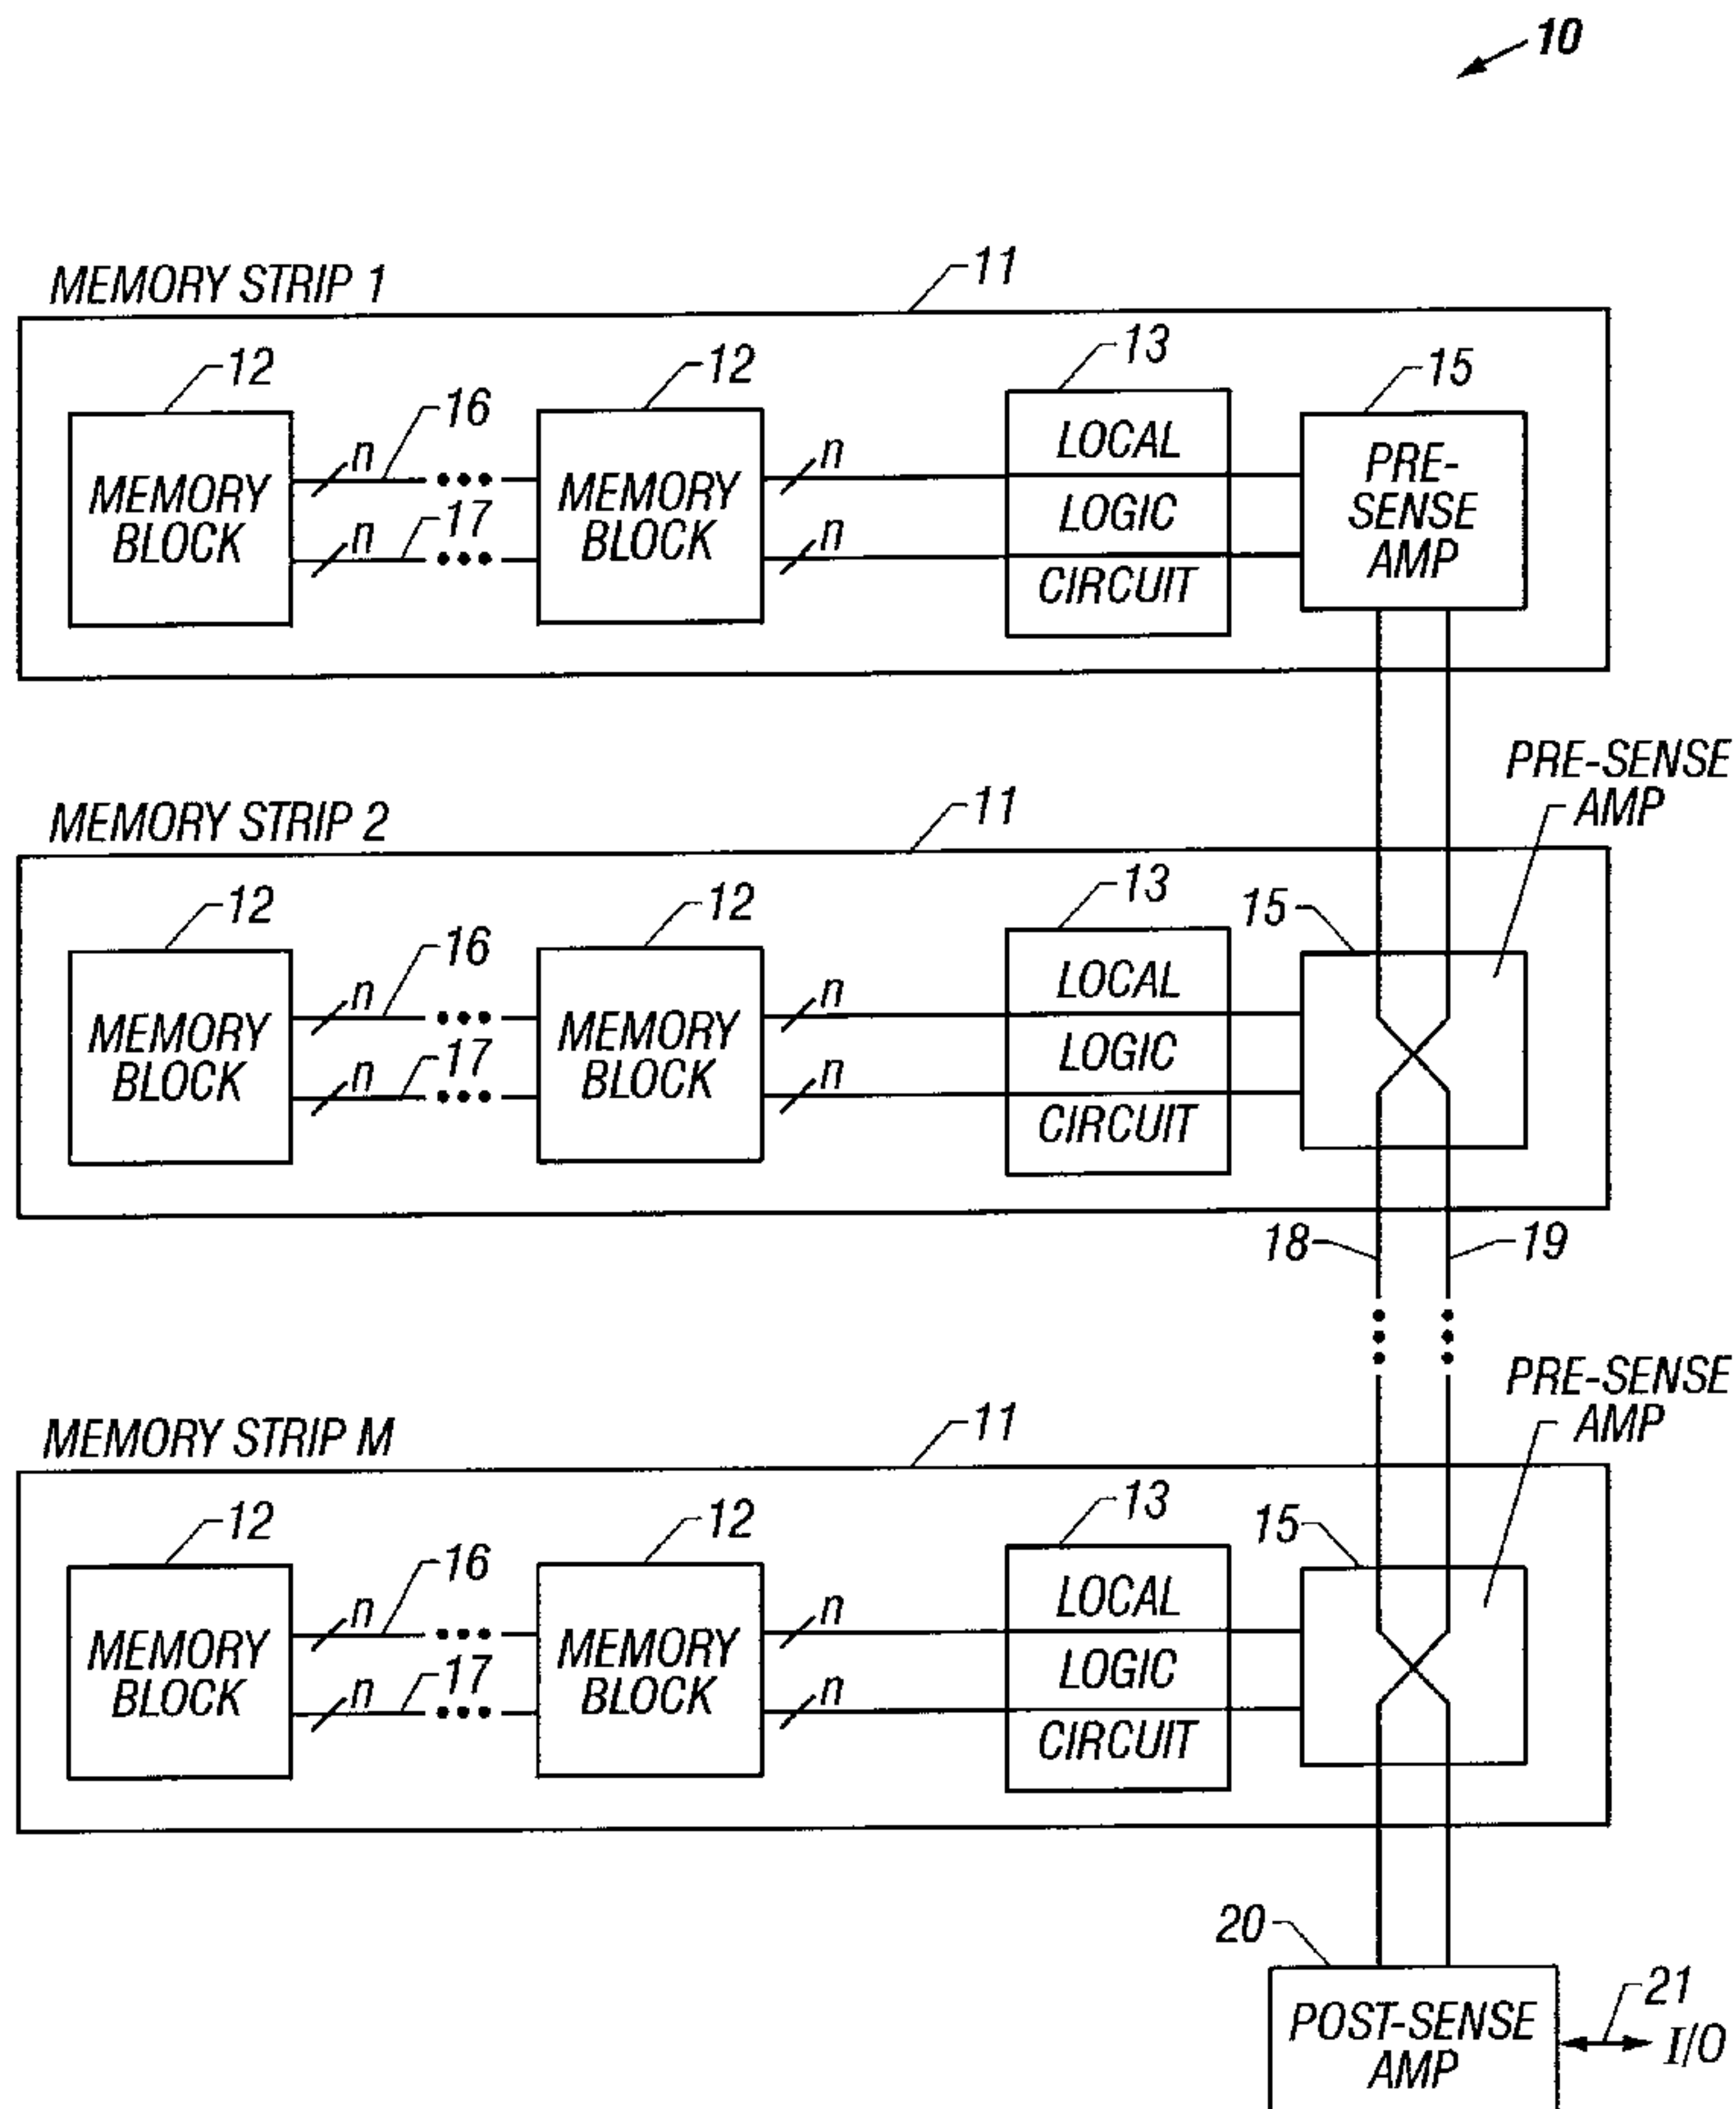 10
MEMORY STRIP 1
11
12
16
12
13
15
MEMORY
BLOCK
n
n
17
MEMORY
BLOCK
n
n
LOCAL
LOGIC
CIRCUIT
PRE-
SENSE
AMP
PRE-SENSE
AMP
MEMORY STRIP 2
11
12
16
12
13
15
MEMORY
BLOCK
n
n
17
MEMORY
BLOCK
n
n
LOCAL
LOGIC
CIRCUIT
18
19
PRE-SENSE
AMP
MEMORY STRIP M
11
12
16
12
13
15
MEMORY
BLOCK
n
n
17
MEMORY
BLOCK
n
n
LOCAL
LOGIC
CIRCUIT
20
POST-SENSE
AMP
21
I/O